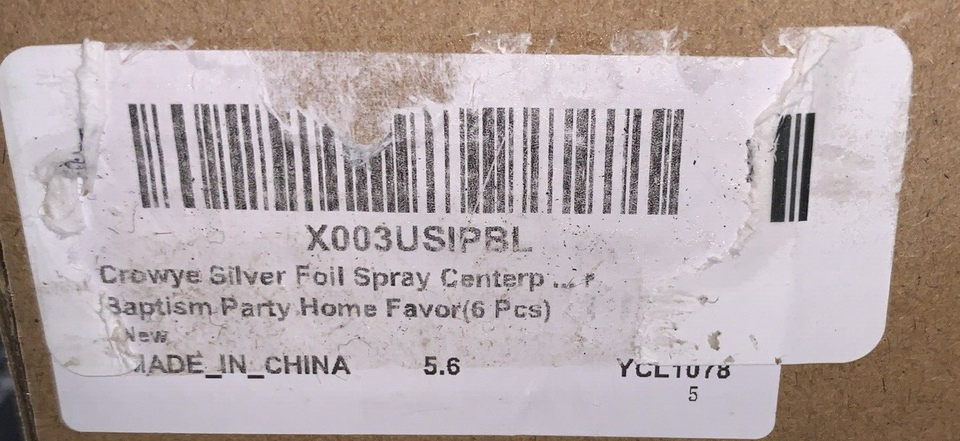 X003USIPBL
Crowye Silver Foil Spray Centerp ... r
Baptism Party Home Favor(6 Pcs)
New
MADE_IN_CHINA 5.6 YCL1078
5